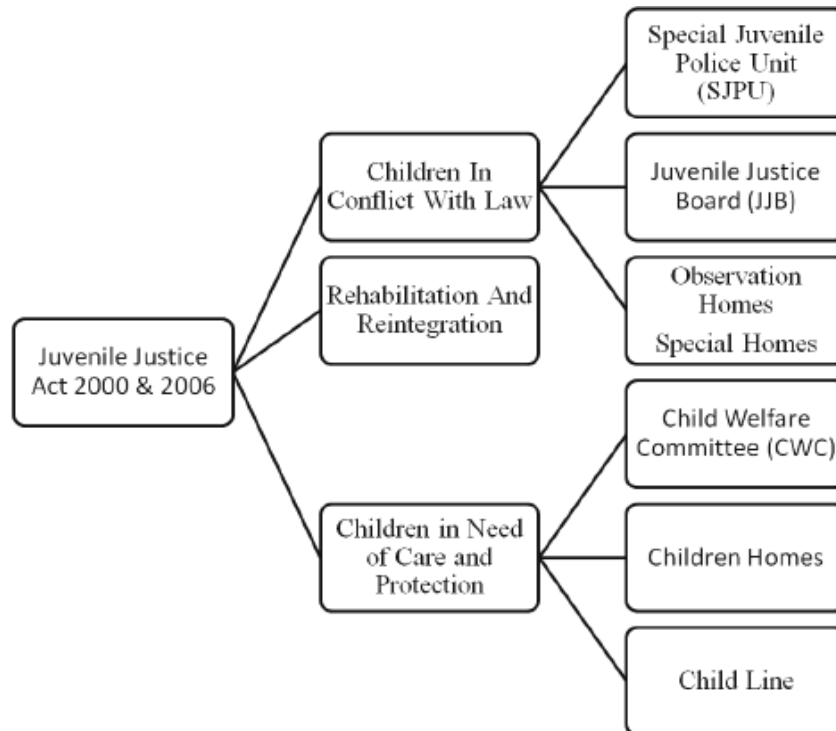 Juvenile Justice
Act 2000 & 2006
Children In
Conflict With Law
Special Juvenile
Police Unit
(SJPU)
Juvenile Justice
Board (JJB)
Observation
Homes
Special Homes
Rehabilitation And
Reintegration
Children in Need
of Care and
Protection
Child Welfare
Committee (CWC)
Children Homes
Child Line